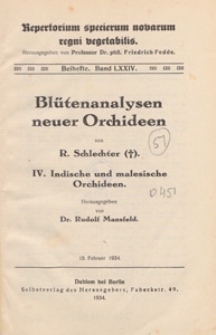 Repertorium specierum novarum
regni vegetabilis.
Herausgegeben von Professor Dr. phil. Friedrich Fedde.
Beihefte. Band LXXIV.
Blütenanalysen
neuer Orchideen
von
R. Schlechter (†).
IV. Indische und malesische
Orchideen.
Herausgegeben
von
Dr. Rudolf Mansfeld.
15. Februar 1934.
Dahlem bei Berlin
Selbstverlag des Herausgebers, Fabeckstr. 49.
1934.